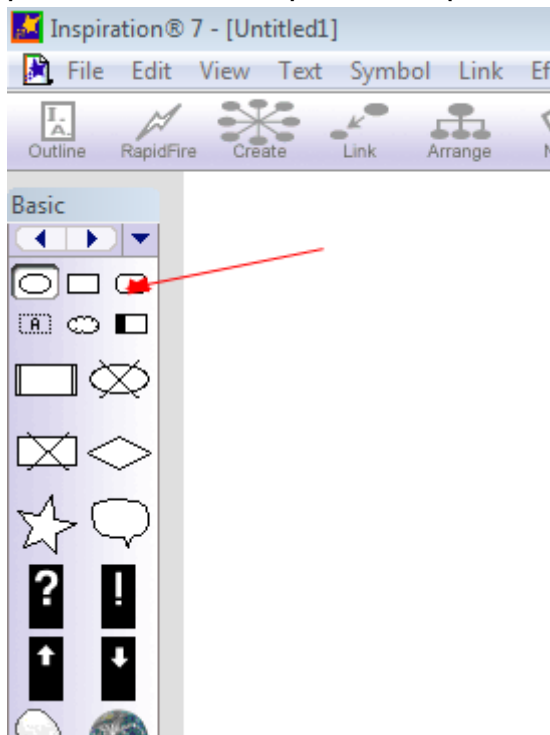 Inspiration® 7 - [Untitled1]
File Edit View Text Symbol Link
Outline RapidFire Create Link Arrange
Basic
A
?
!